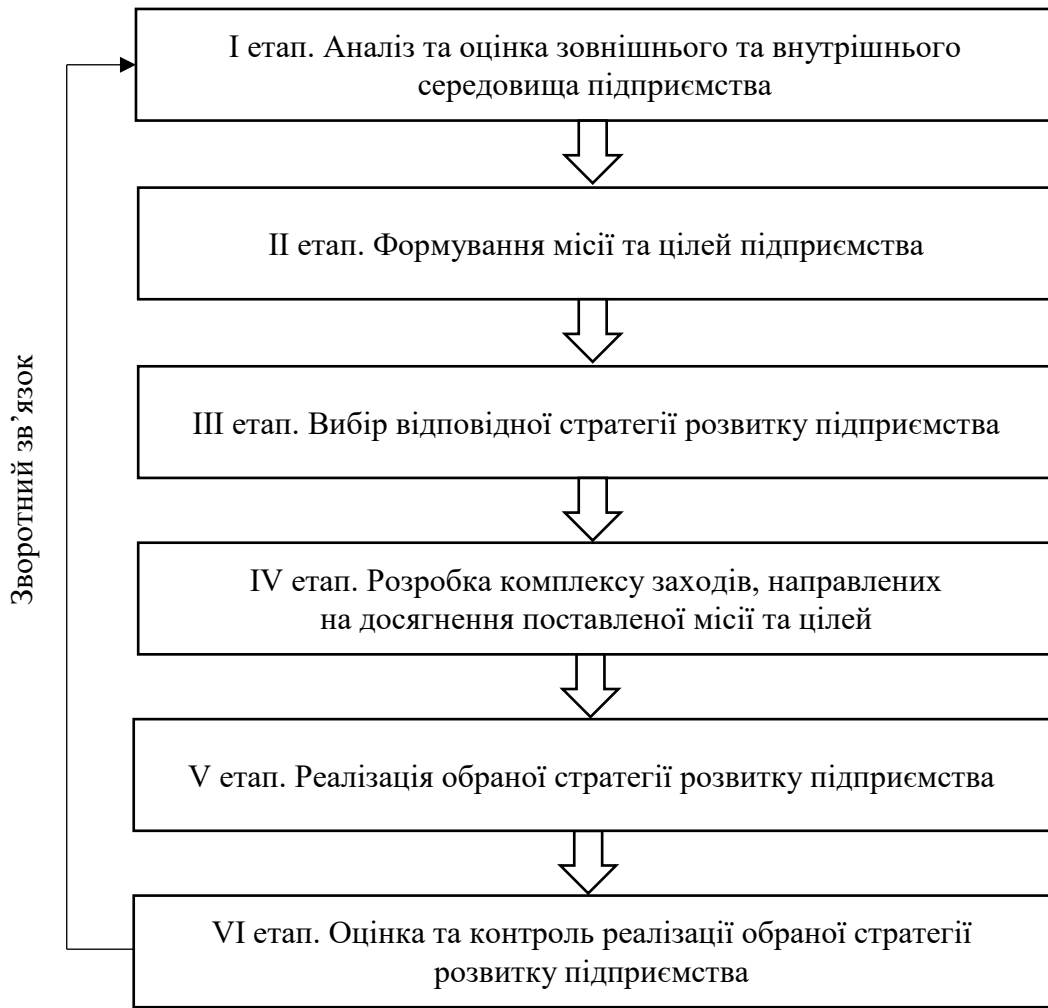 І етап. Аналіз та оцінка зовнішнього та внутрішнього
середовища підприємства
ІІ етап. Формування місії та цілей підприємства
ІІІ етап. Вибір відповідної стратегії розвитку підприємства
IV етап. Розробка комплексу заходів, направлених
на досягнення поставленої місії та цілей
V етап. Реалізація обраної стратегії розвитку підприємства
VI етап. Оцінка та контроль реалізації обраної стратегії
розвитку підприємства
Зворотний зв’язок